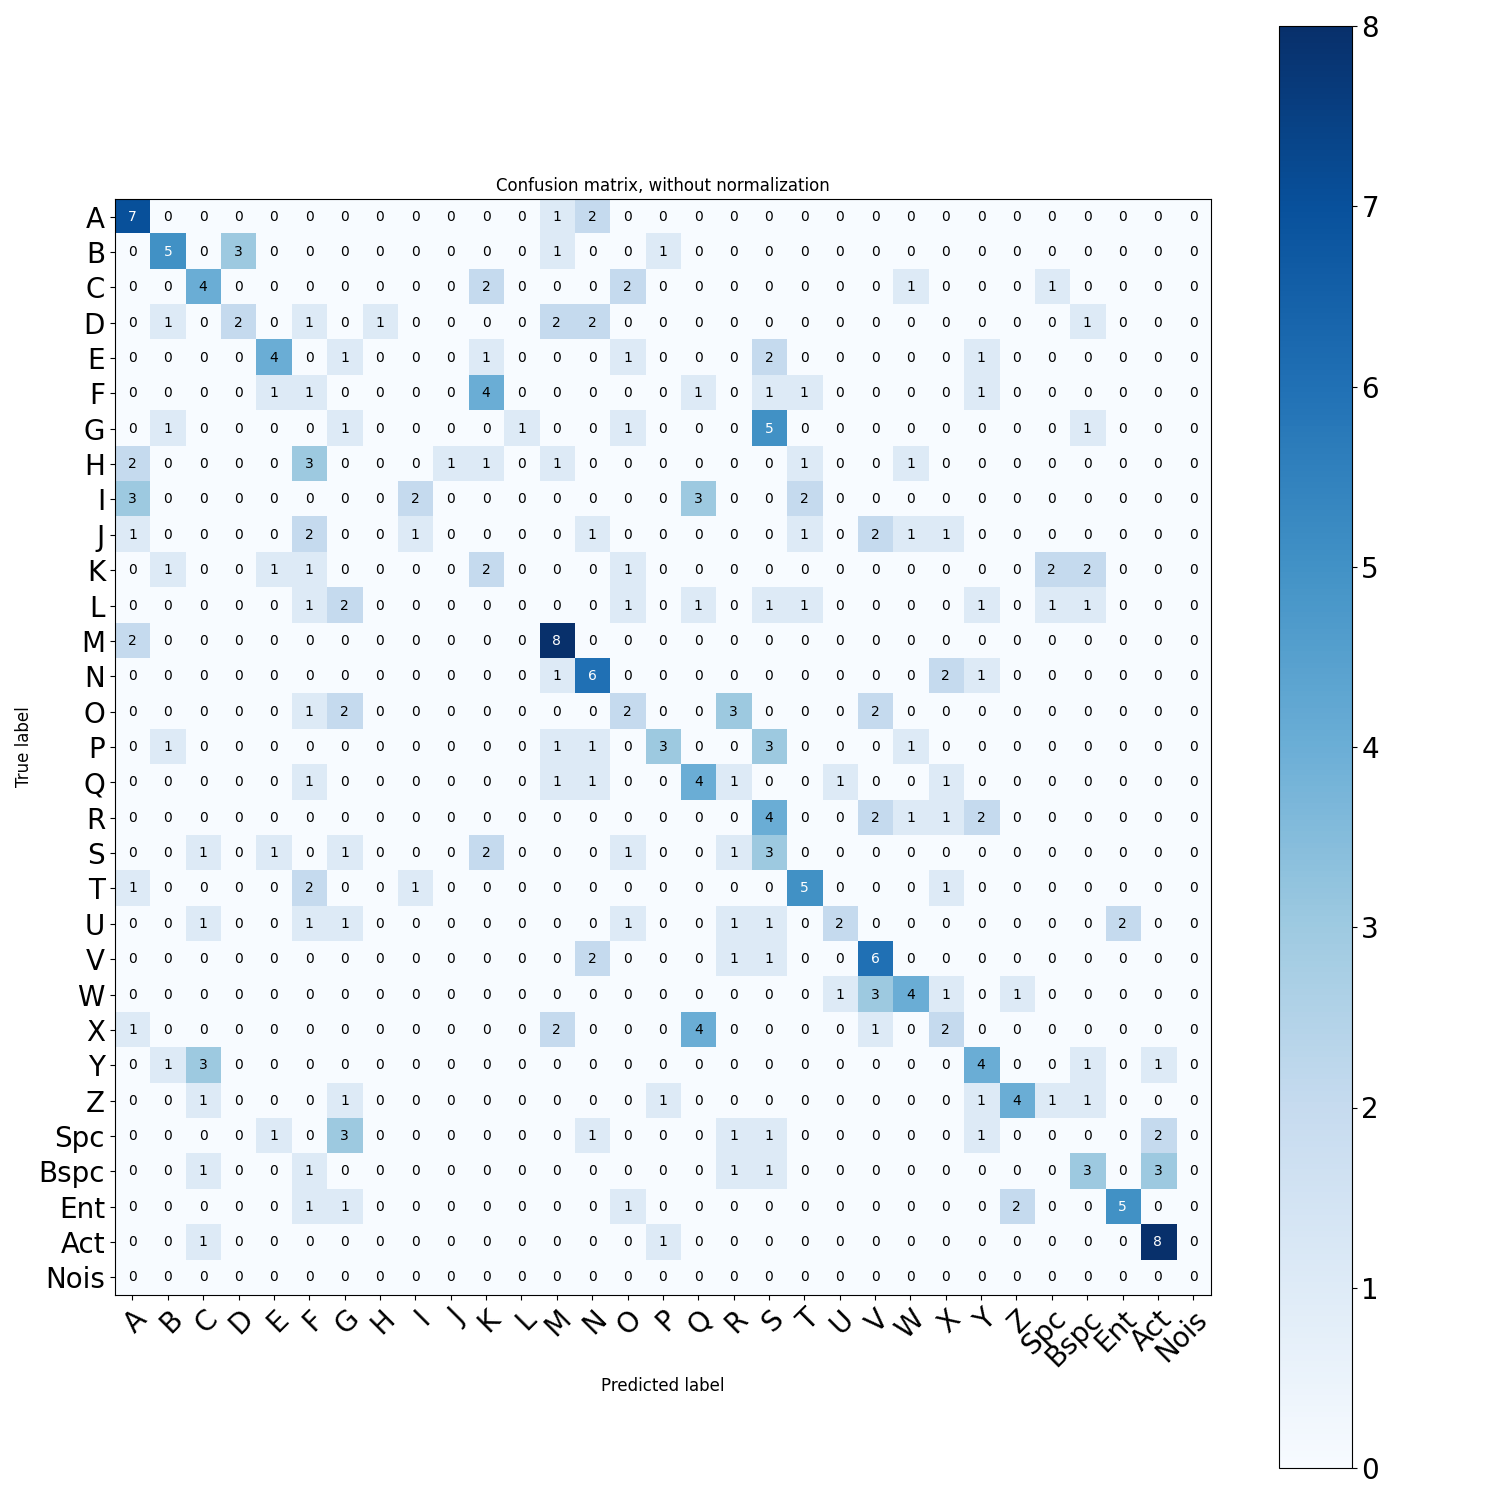 Confusion matrix, without normalization
A 7 0 0 0 0 0 0 0 0 0 0 0 1 2 0 0 0 0 0 0 0 0 0 0 0 0 0 0 0 0 0
B 0 5 0 3 0 0 0 0 0 0 0 0 1 0 0 1 0 0 0 0 0 0 0 0 0 0 0 0 0 0 0
C 0 0 4 0 0 0 0 0 0 0 2 0 0 0 2 0 0 0 0 0 0 0 1 0 0 0 1 0 0 0 0
D 0 1 0 2 0 1 0 1 0 0 0 0 2 2 0 0 0 0 0 0 0 0 0 0 0 0 0 1 0 0 0
E 0 0 0 0 4 0 1 0 0 0 1 0 0 0 1 0 0 0 2 0 0 0 0 0 1 0 0 0 0 0 0
F 0 0 0 0 1 1 0 0 0 0 4 0 0 0 0 0 1 0 1 1 0 0 0 0 1 0 0 0 0 0 0
G 0 1 0 0 0 0 1 0 0 0 0 1 0 0 1 0 0 0 5 0 0 0 0 0 0 0 0 1 0 0 0
H 2 0 0 0 0 3 0 0 0 1 1 0 1 0 0 0 0 0 0 1 0 0 1 0 0 0 0 0 0 0 0
I 3 0 0 0 0 0 0 0 2 0 0 0 0 0 0 0 3 0 0 2 0 0 0 0 0 0 0 0 0 0 0
J 1 0 0 0 0 2 0 0 1 0 0 0 0 1 0 0 0 0 0 1 0 2 1 1 0 0 0 0 0 0 0
K 0 1 0 0 1 1 0 0 0 0 2 0 0 0 1 0 0 0 0 0 0 0 0 0 0 0 2 2 0 0 0
L 0 0 0 0 0 1 2 0 0 0 0 0 0 0 1 0 1 0 1 1 0 0 0 0 1 0 1 1 0 0 0
M 2 0 0 0 0 0 0 0 0 0 0 0 8 0 0 0 0 0 0 0 0 0 0 0 0 0 0 0 0 0 0
N 0 0 0 0 0 0 0 0 0 0 0 0 1 6 0 0 0 0 0 0 0 0 0 2 1 0 0 0 0 0 0
O 0 0 0 0 0 1 2 0 0 0 0 0 0 0 2 0 0 3 0 0 0 2 0 0 0 0 0 0 0 0 0
P 0 1 0 0 0 0 0 0 0 0 0 0 1 1 0 3 0 0 3 0 0 0 1 0 0 0 0 0 0 0 0
Q 0 0 0 0 0 1 0 0 0 0 0 0 1 1 0 0 4 1 0 0 1 0 0 1 0 0 0 0 0 0 0
R 0 0 0 0 0 0 0 0 0 0 0 0 0 0 0 0 0 0 4 0 0 2 1 1 2 0 0 0 0 0 0
S 0 0 1 0 1 0 1 0 0 0 2 0 0 0 1 0 0 1 3 0 0 0 0 0 0 0 0 0 0 0 0
T 1 0 0 0 0 2 0 0 1 0 0 0 0 0 0 0 0 0 0 5 0 0 0 1 0 0 0 0 0 0 0
U 0 0 1 0 0 1 1 0 0 0 0 0 0 0 1 0 0 1 1 0 2 0 0 0 0 0 0 0 2 0 0
V 0 0 0 0 0 0 0 0 0 0 0 0 0 2 0 0 0 1 1 0 0 6 0 0 0 0 0 0 0 0 0
W 0 0 0 0 0 0 0 0 0 0 0 0 0 0 0 0 0 0 0 0 1 3 4 1 0 1 0 0 0 0 0
X 1 0 0 0 0 0 0 0 0 0 0 0 2 0 0 0 4 0 0 0 0 1 0 2 0 0 0 0 0 0 0
Y 0 1 3 0 0 0 0 0 0 0 0 0 0 0 0 0 0 0 0 0 0 0 0 0 4 0 0 1 0 1 0
Z 0 0 1 0 0 0 1 0 0 0 0 0 0 0 0 1 0 0 0 0 0 0 0 0 1 4 1 1 0 0 0
Spc 0 0 0 0 1 0 3 0 0 0 0 0 0 1 0 0 0 1 1 0 0 0 0 0 1 0 0 0 0 2 0
Bspc 0 0 1 0 0 1 0 0 0 0 0 0 0 0 0 0 0 1 1 0 0 0 0 0 0 0 0 3 0 3 0
Ent 0 0 0 0 0 1 1 0 0 0 0 0 0 0 1 0 0 0 0 0 0 0 0 0 0 2 0 0 5 0 0
Act 0 0 1 0 0 0 0 0 0 0 0 0 0 0 0 1 0 0 0 0 0 0 0 0 0 0 0 0 0 8 0
Nois 0 0 0 0 0 0 0 0 0 0 0 0 0 0 0 0 0 0 0 0 0 0 0 0 0 0 0 0 0 0 0
A B C D E F G H I J K L M N O P Q R S T U V W X Y Z Spc Bspc Ent Act Nois
Predicted label
True label
8
7
6
5
4
3
2
1
0